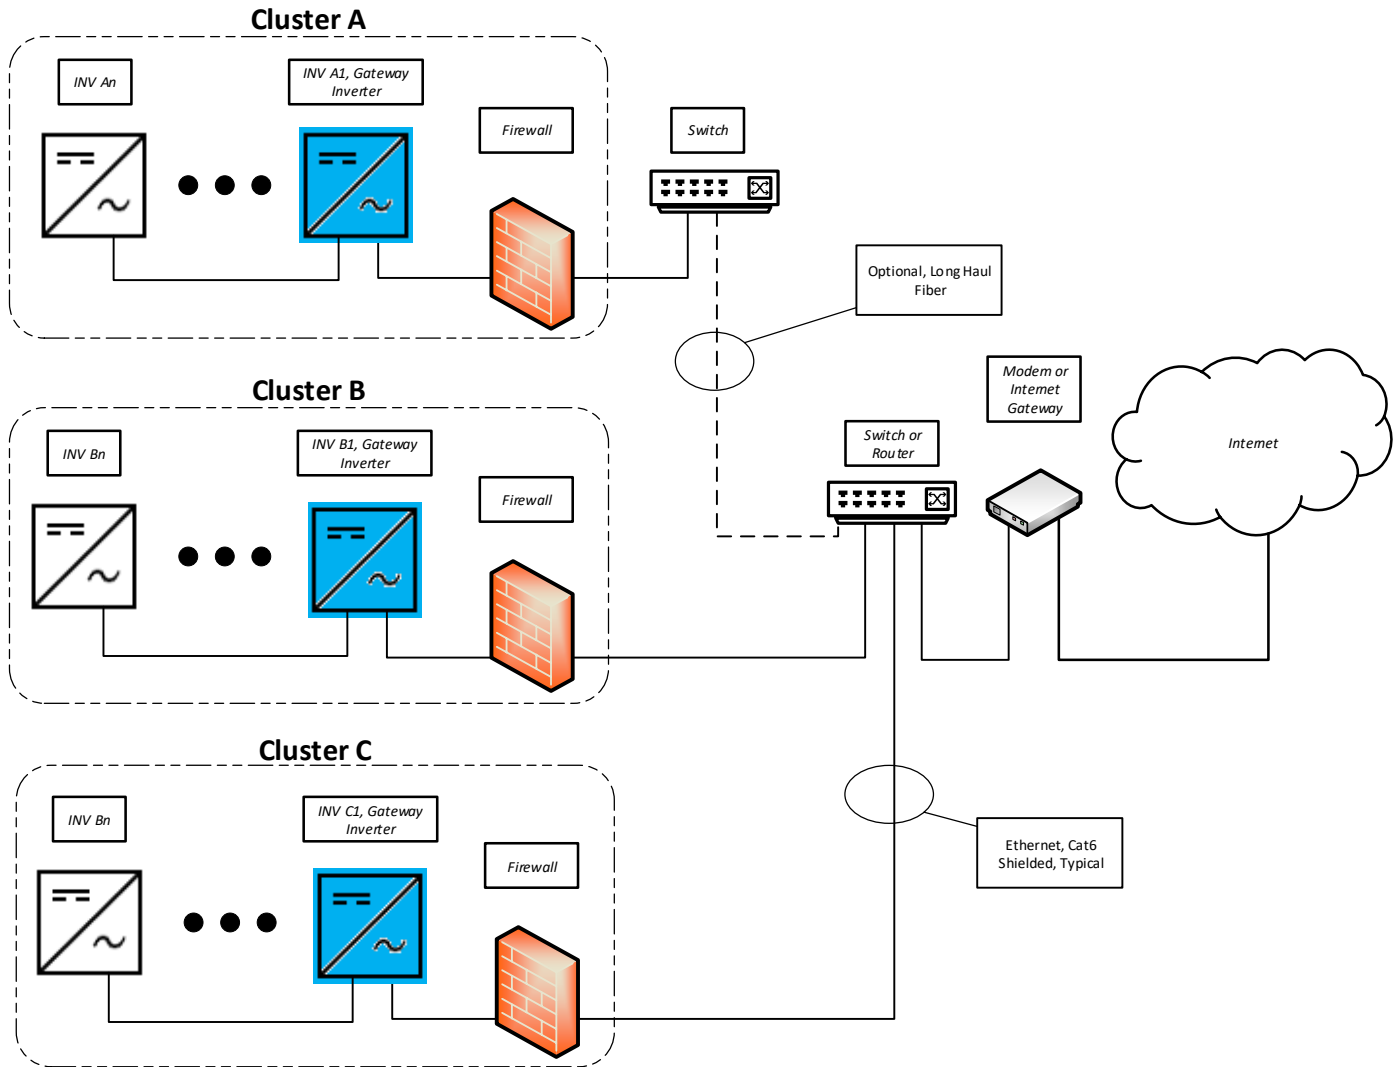 Cluster A
INV An
INV A1, Gateway
Inverter
Firewall
Switch
Optional, Long Haul
Fiber
Cluster B
INV Bn
INV B1, Gateway
Inverter
Firewall
Switch or
Router
Modem or
Internet
Gateway
Internet
Cluster C
INV Bn
INV C1, Gateway
Inverter
Firewall
Ethernet, Cat6
Shielded, Typical